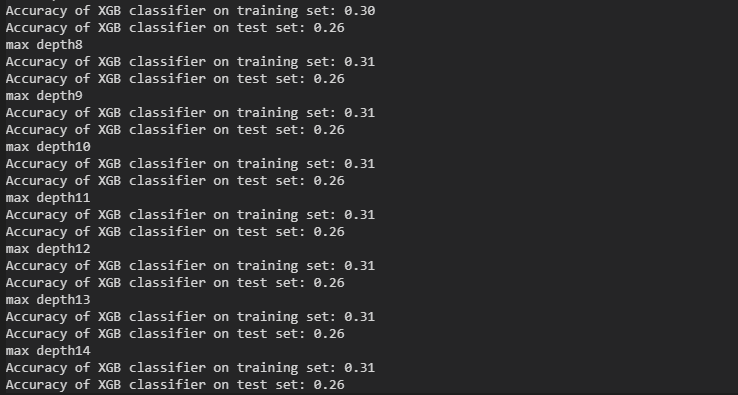 Accuracy of XGB classifier on training set: 0.30
Accuracy of XGB classifier on test set: 0.26
max depth8
Accuracy of XGB classifier on training set: 0.31
Accuracy of XGB classifier on test set: 0.26
max depth9
Accuracy of XGB classifier on training set: 0.31
Accuracy of XGB classifier on test set: 0.26
max depth10
Accuracy of XGB classifier on training set: 0.31
Accuracy of XGB classifier on test set: 0.26
max depth11
Accuracy of XGB classifier on training set: 0.31
Accuracy of XGB classifier on test set: 0.26
max depth12
Accuracy of XGB classifier on training set: 0.31
Accuracy of XGB classifier on test set: 0.26
max depth13
Accuracy of XGB classifier on training set: 0.31
Accuracy of XGB classifier on test set: 0.26
max depth14
Accuracy of XGB classifier on training set: 0.31
Accuracy of XGB classifier on test set: 0.26